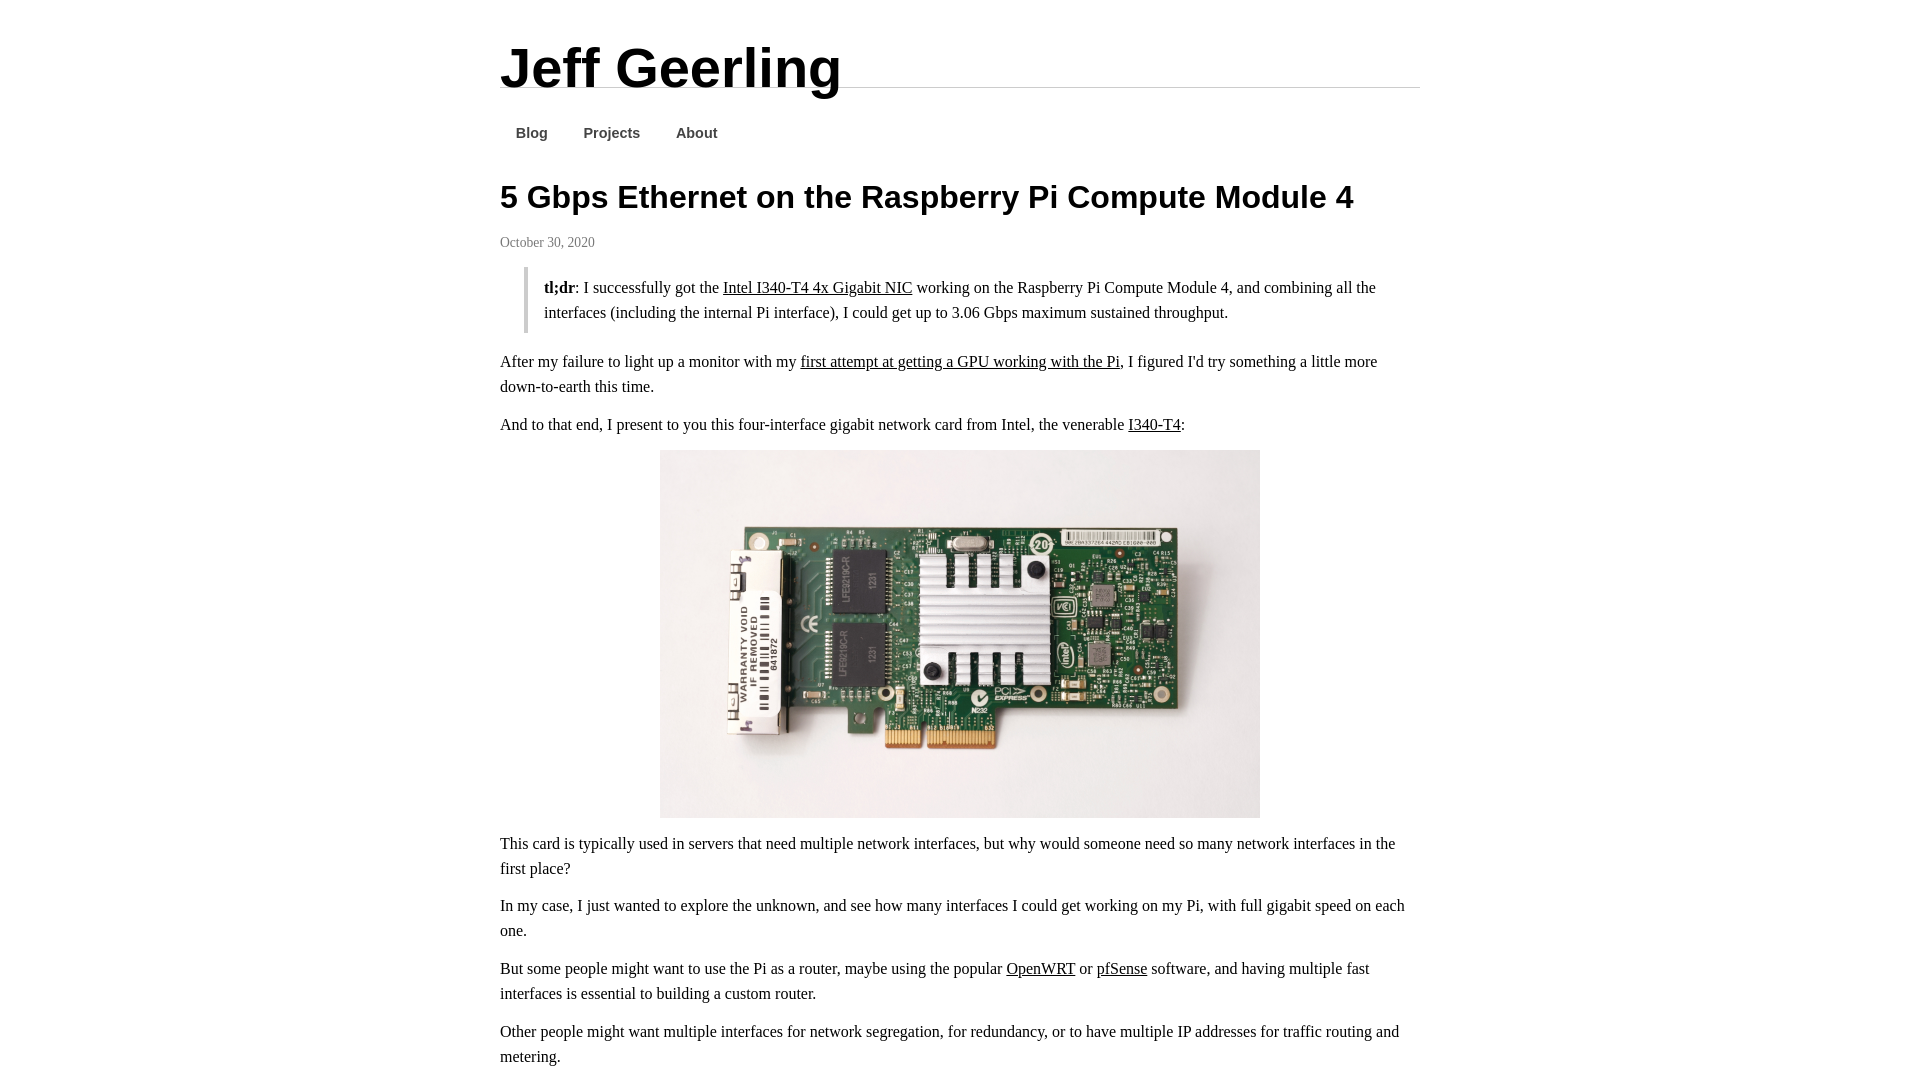 Jeff Geerling
Blog Projects About
5 Gbps Ethernet on the Raspberry Pi Compute Module 4
October 30, 2020
tl;dr: I successfully got the Intel I340-T4 4x Gigabit NIC working on the Raspberry Pi Compute Module 4, and combining all the
interfaces (including the internal Pi interface), I could get up to 3.06 Gbps maximum sustained throughput.
After my failure to light up a monitor with my first attempt at getting a GPU working with the Pi, I figured I'd try something a little more
down-to-earth this time.
And to that end, I present to you this four-interface gigabit network card from Intel, the venerable I340-T4:
WARRANTY VOID
IF REMOVED
641872
LFE9219C-R
1231
LFE9219C-R
1231
CE
20
intel
PCI
EXPRESS
N232
This card is typically used in servers that need multiple network interfaces, but why would someone need so many network interfaces in the
first place?
In my case, I just wanted to explore the unknown, and see how many interfaces I could get working on my Pi, with full gigabit speed on each
one.
But some people might want to use the Pi as a router, maybe using the popular OpenWRT or pfSense software, and having multiple fast
interfaces is essential to building a custom router.
Other people might want multiple interfaces for network segregation, for redundancy, or to have multiple IP addresses for traffic routing and
metering.